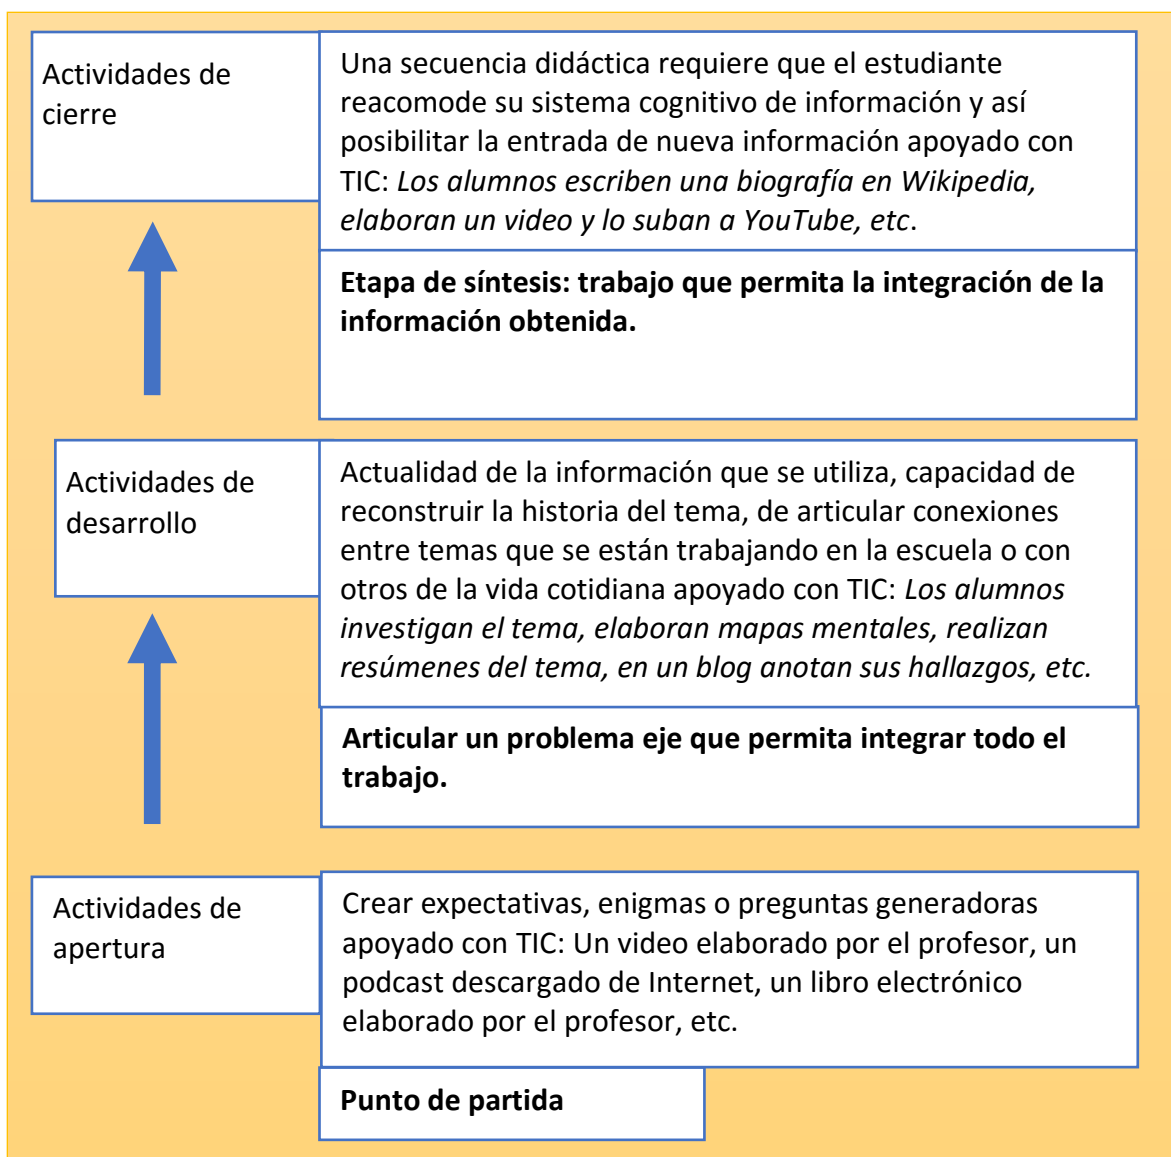 Actividades de
cierre
Una secuencia didáctica requiere que el estudiante
reacomode su sistema cognitivo de información y así
posibilitar la entrada de nueva información apoyado con
TIC: Los alumnos escriben una biografía en Wikipedia,
elaboran un video y lo suban a YouTube, etc.
Etapa de síntesis: trabajo que permita la integración de la
información obtenida.
Actividades de
desarrollo
Actualidad de la información que se utiliza, capacidad de
reconstruir la historia del tema, de articular conexiones
entre temas que se están trabajando en la escuela o con
otros de la vida cotidiana apoyado con TIC: Los alumnos
investigan el tema, elaboran mapas mentales, realizan
resúmenes del tema, en un blog anotan sus hallazgos, etc.
Articular un problema eje que permita integrar todo el
trabajo.
Actividades de
apertura
Crear expectativas, enigmas o preguntas generadoras
apoyado con TIC: Un video elaborado por el profesor, un
podcast descargado de Internet, un libro electrónico
elaborado por el profesor, etc.
Punto de partida